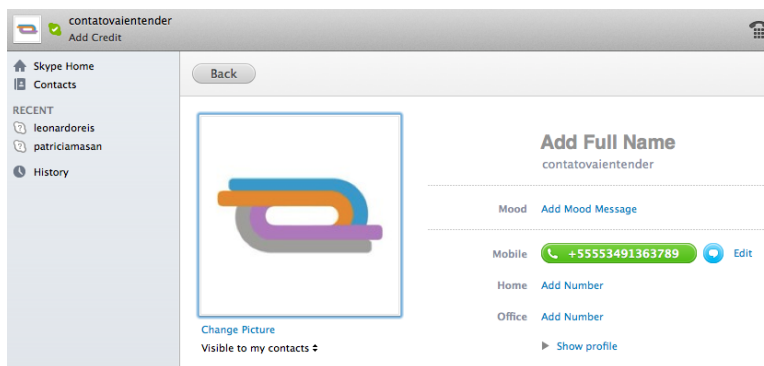 contatovaientender
Add Credit
Skype Home
Contacts
RECENT
leonardoreis
patriciamasan
History
Back
Change Picture
Visible to my contacts
Add Full Name
contatovaientender
Mood Add Mood Message
Mobile +55553491363789 Edit
Home Add Number
Office Add Number
Show profile